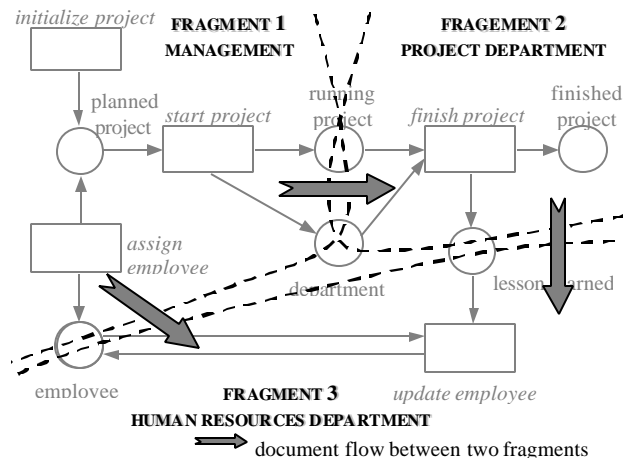 initialize project
FRAGMENT 1
MANAGEMENT
FRAGEMENT 2
PROJECT DEPARTMENT
planned
project
start project
running
project
finish project
finished
project
assign
employee
department
lesson learned
employee
update employee
FRAGMENT 3
HUMAN RESOURCES DEPARTMENT
document flow between two fragments